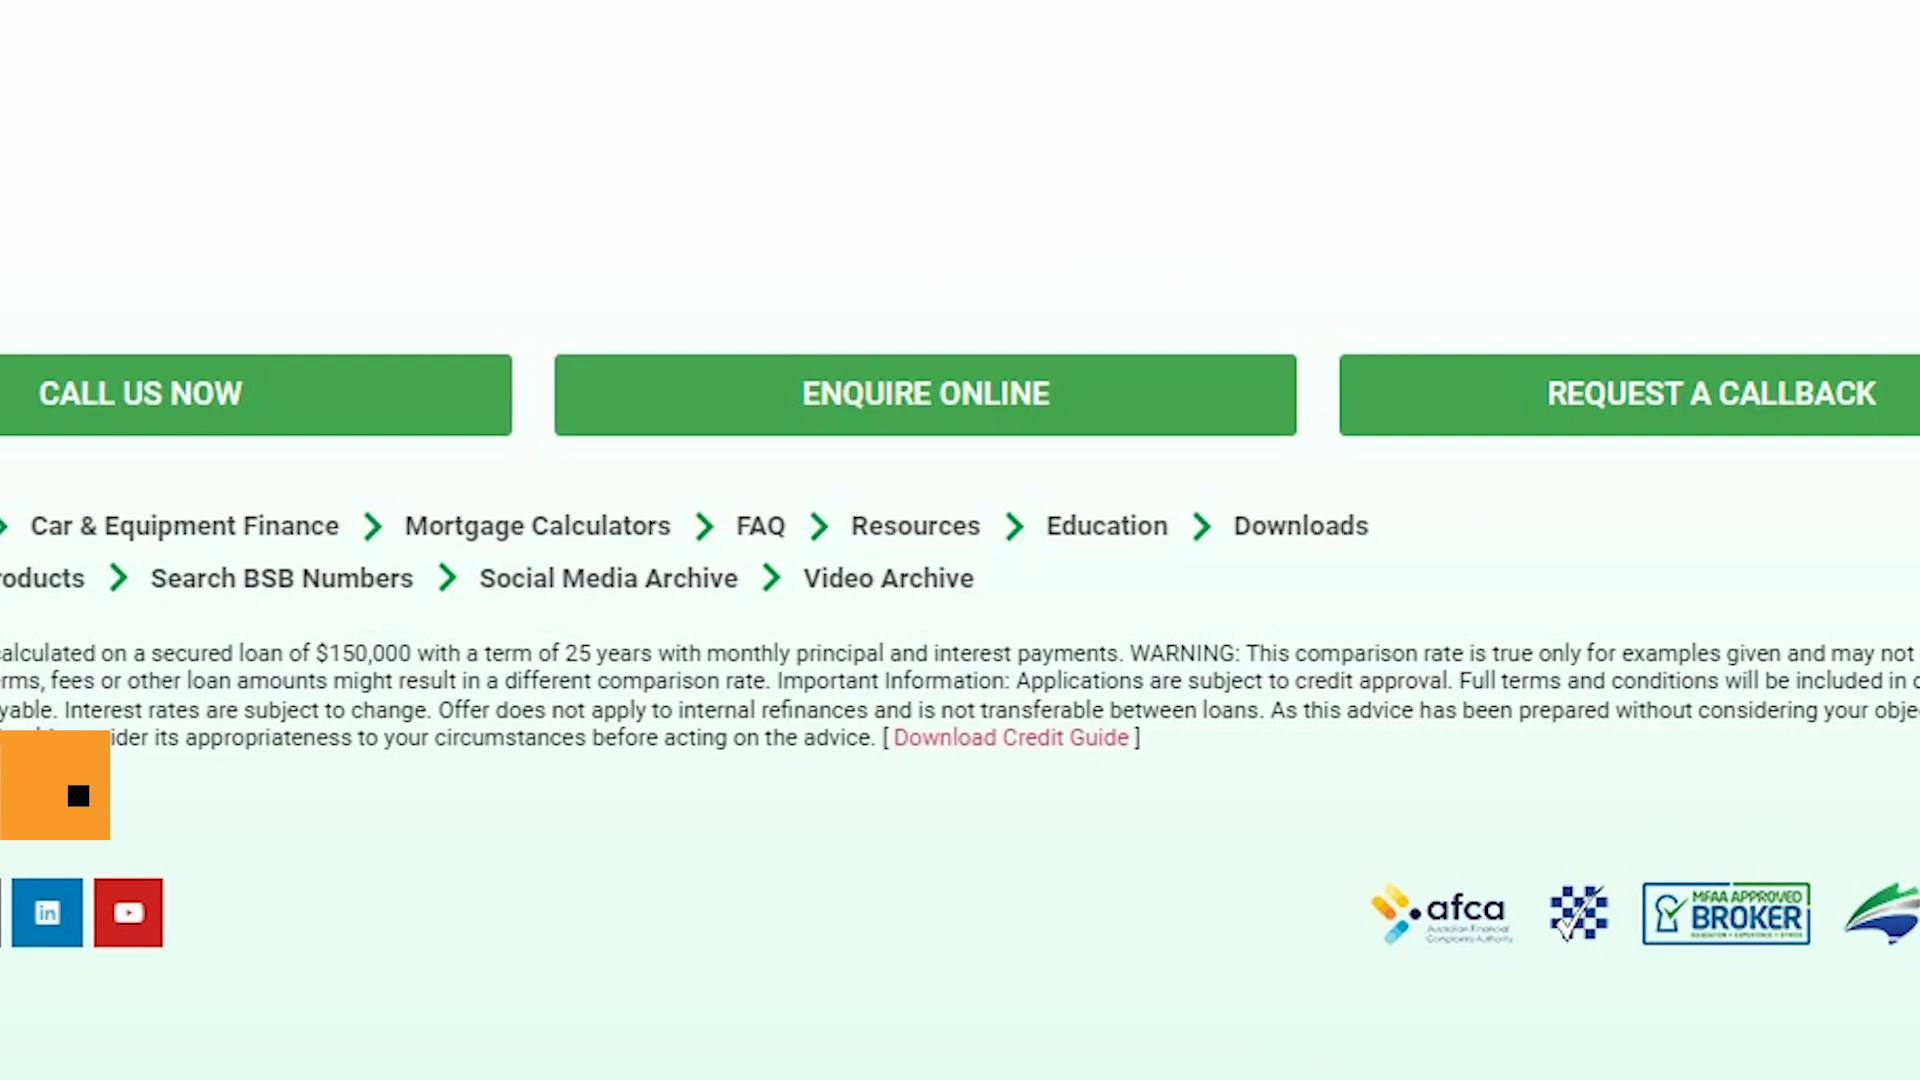 CALL US NOW
ENQUIRE ONLINE
REQUEST A CALLBACK
Car & Equipment Finance
Mortgage Calculators
FAQ
Resources
Education
Downloads
Search BSB Numbers
Social Media Archive
Video Archive
on a secured loan of $150,000 with a term of 25 years with monthly principal and interest payments. WARNING: This comparison rate is true only for examples given and may not
fees or other loan amounts might result in a different comparison rate. Important Information: Applications are subject to credit approval. Full terms and conditions will be included in
Interest rates are subject to change. Offer does not apply to internal refinances and is not transferable between loans. As this advice has been prepared without considering your
its appropriateness to your circumstances before acting on the advice. [ Download Credit Guide ]
in
afca
Australian Financial
Complaints Authority
MFAA APPROVED
BROKER